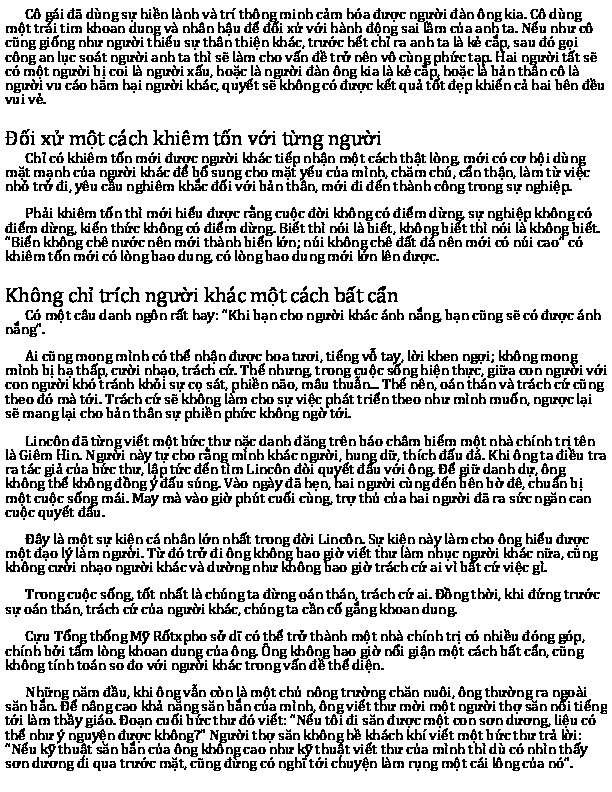 Cô gái đã dùng sự hiền lành và trí thông minh cảm hóa được người đàn ông kia. Cô dùng
một trái tim khoan dung và nhân hậu để đối xử với hành động sai lầm của anh ta. Nếu như cô
cũng giống như người thiếu sự thân thiện khác, trước hết chỉ ra anh ta là kẻ cắp, sau đó gọi
công an lục soát người anh ta thì sẽ làm cho vấn đề trở nên vô cùng phức tạp. Hai người tất sẽ
có một người bị coi là người xấu, hoặc là người đàn ông kia là kẻ cắp, hoặc là bản thân cô là
người vu cáo hãm hại người khác, quyết sẽ không có được kết quả tốt đẹp khiến cả hai bên đều
vui vẻ.
Đối xử một cách khiêm tốn với từng người
Chỉ có khiêm tốn mới được người khác tiếp nhận một cách thật lòng, mới có cơ hội dùng
mặt mạnh của người khác để bổ sung cho mặt yếu của mình, chăm chú, cẩn thận, làm từ việc
nhỏ trở đi, yêu cầu nghiêm khắc đối với bản thân, mới đi đến thành công trong sự nghiệp.
Phải khiêm tốn thì mới hiểu được rằng cuộc đời không có điểm dừng, sự nghiệp không có
điểm dừng, kiến thức không có điểm dừng. Biết thì nói là biết, không biết thì nói là không biết.
“Biển không chê nước nên mới thành biển lớn; núi không chê đất đá nên mới có núi cao” có
khiêm tốn mới có lòng bao dung, có lòng bao dung mới lớn lên được.
Không chỉ trích người khác một cách bất cẩn
Có một câu danh ngôn rất hay: “Khi bạn cho người khác ánh nắng, bạn cũng sẽ có được ánh
nắng”.
Ai cũng mong mình có thể nhận được hoa tươi, tiếng vỗ tay, lời khen ngợi; không mong
mình bị hạ thấp, cười nhạo, trách cứ. Thế nhưng, trong cuộc sống hiện thực, giữa con người với
con người khó tránh khỏi sự cọ sát, phiền não, mâu thuẫn... Thế nên, oán thán và trách cứ cũng
theo đó mà tới. Trách cứ sẽ không làm cho sự việc phát triển theo như mình muốn, ngược lại
sẽ mang lại cho bản thân sự phiền phức không ngờ tới.
Lincôn đã từng viết một bức thư nặc danh đăng trên báo châm biếm một nhà chính trị tên
là Giêm Hin. Người này tự cho rằng mình khác người, hung dữ, thích đấu đá. Khi ông ta điều tra
ra tác giả của bức thư, lập tức đến tìm Lincôn đòi quyết đấu với ông. Để giữ danh dự, ông
không thể không đồng ý đấu súng. Vào ngày đã hẹn, hai người cùng đến bên bờ đê, chuẩn bị
một cuộc sống mái. May mà vào giờ phút cuối cùng, trợ thủ của hai người đã ra sức ngăn can
cuộc quyết đấu.
Đây là một sự kiện cá nhân lớn nhất trong đời Lincôn. Sự kiện này làm cho ông hiểu được
một đạo lý làm người. Từ đó trở đi ông không bao giờ viết thư làm nhục người khác nữa, cũng
không cười nhạo người khác và dường như không bao giờ trách cứ ai vì bất cứ việc gì.
Trong cuộc sống, tốt nhất là chúng ta đừng oán thán, trách cứ ai. Đồng thời, khi đứng trước
sự oán thán, trách cứ của người khác, chúng ta cần cố gắng khoan dung.
Cựu Tổng thống Mỹ Rốtxpho sở dĩ có thể trở thành một nhà chính trị có nhiều đóng góp,
chính bởi tấm lòng khoan dung của ông. Ông không bao giờ nổi giận một cách bất cẩn, cũng
không tính toán so đo với người khác trong vấn đề thể diện.
Những năm đầu, khi ông vẫn còn là một chủ nông trường chăn nuôi, ông thường ra ngoài
săn bắn. Để nâng cao khả năng săn bắn của mình, ông viết thư mời một người thợ săn nổi tiếng
tới làm thầy giáo. Đoạn cuối bức thư đó viết: “Nếu tôi đi săn được một con sơn dương, liệu có
thể như ý nguyện được không?” Người thợ săn không hề khách khí viết một bức thư trả lời:
“Nếu kỹ thuật săn bắn của ông không cao như kỹ thuật viết thư của mình thì dù có nhìn thấy
sơn dương đi qua trước mặt, cũng đừng có nghĩ tới chuyện làm rụng một cái lông của nó”.